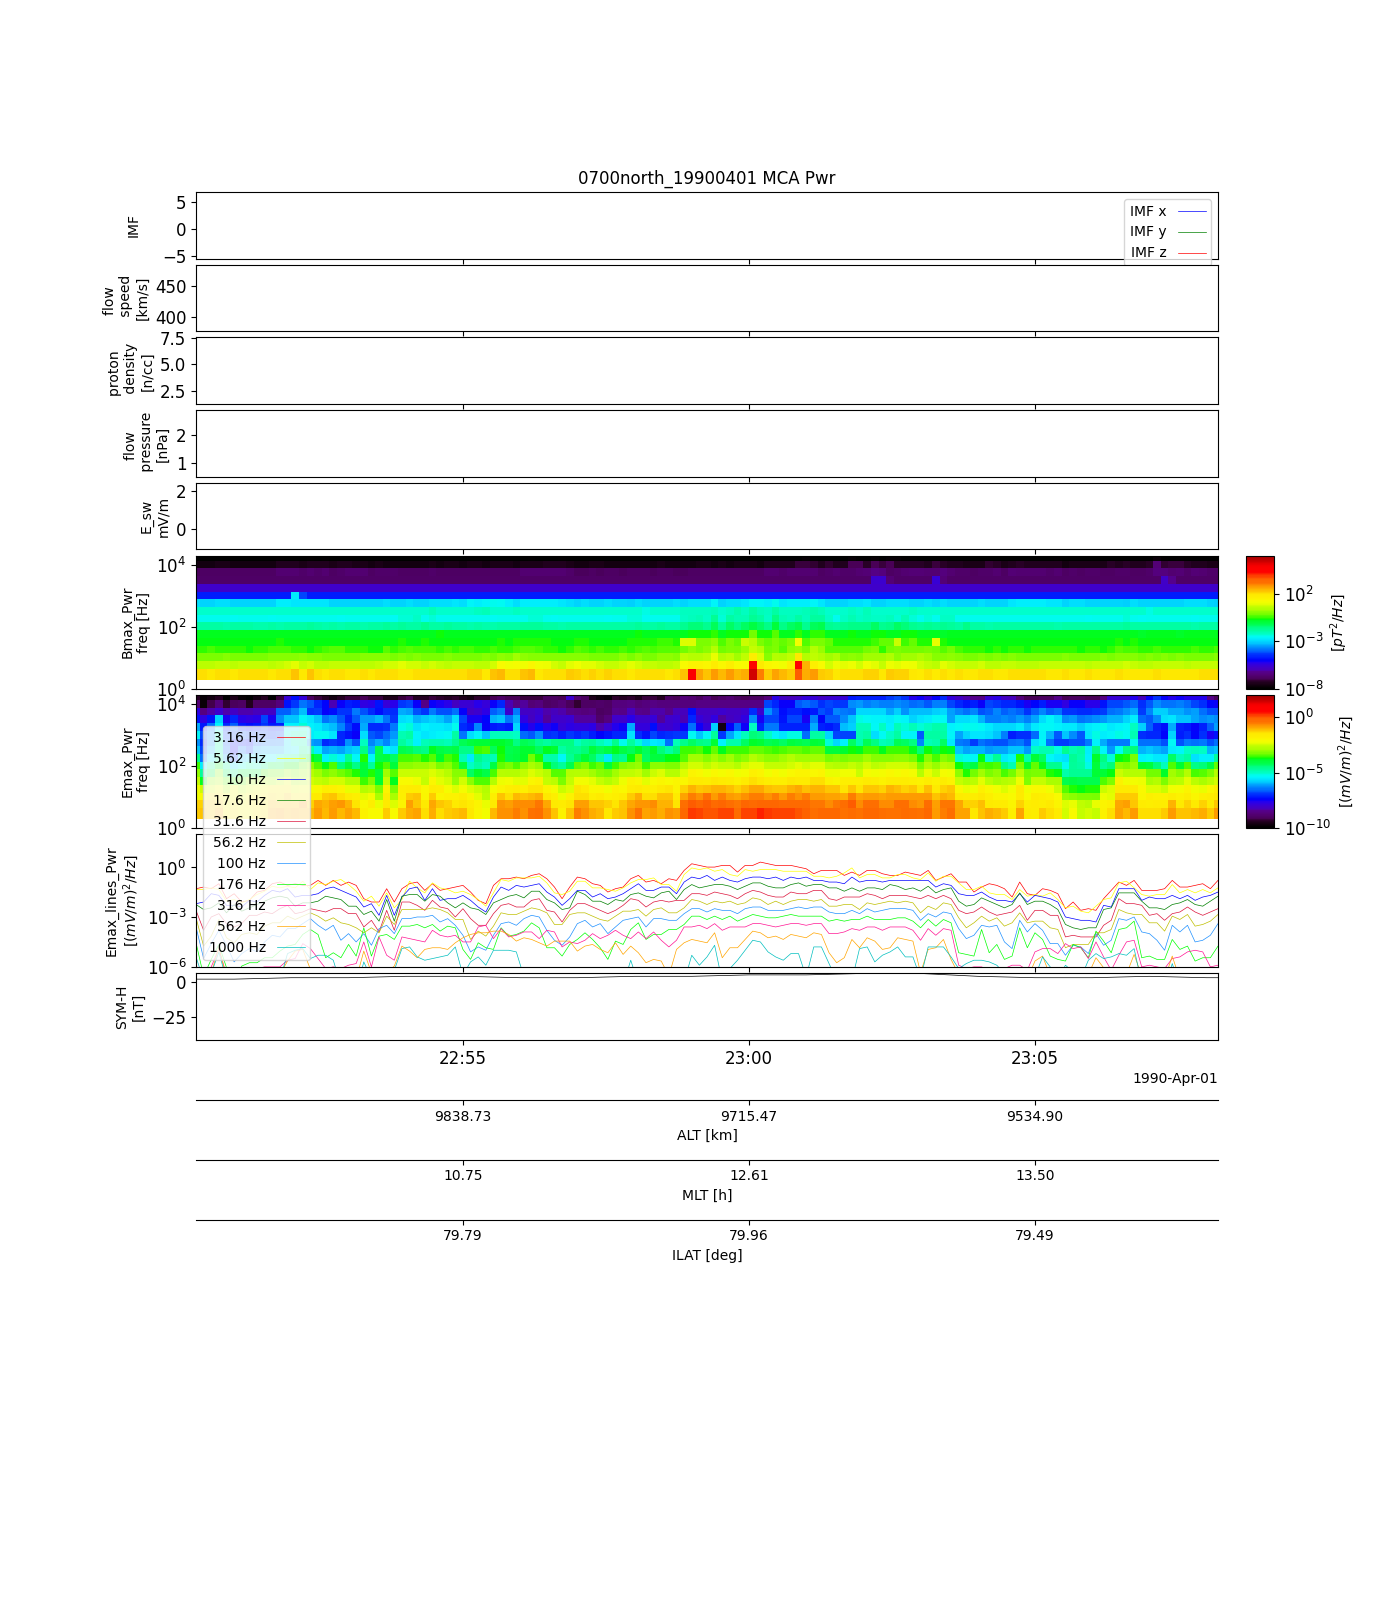 0700north_19900401 MCA Pwr
IMF
5
0
−5
IMF x
IMF y
IMF z
flow
speed
[km/s]
450
400
proton
density
[n/cc]
7.5
5.0
2.5
flow
pressure
[nPa]
2
1
E_sw
mV/m
2
0
Bmax_Pwr
freq [Hz]
10^4
10^2
10^0
10^2
10^−3
10^−8
[pT^2/Hz]
Emax_Pwr
freq [Hz]
10^4
10^2
10^0
10^0
10^−5
10^−10
[(mV/m)^2/Hz]
3.16 Hz
5.62 Hz
10 Hz
17.6 Hz
31.6 Hz
56.2 Hz
100 Hz
176 Hz
316 Hz
562 Hz
1000 Hz
Emax_lines_Pwr
[(mV/m)^2/Hz]
10^0
10^−3
10^−6
SYM-H
[nT]
0
−25
22:55 23:00 23:05
1990-Apr-01
9838.73 9715.47 9534.90
ALT [km]
10.75 12.61 13.50
MLT [h]
79.79 79.96 79.49
ILAT [deg]